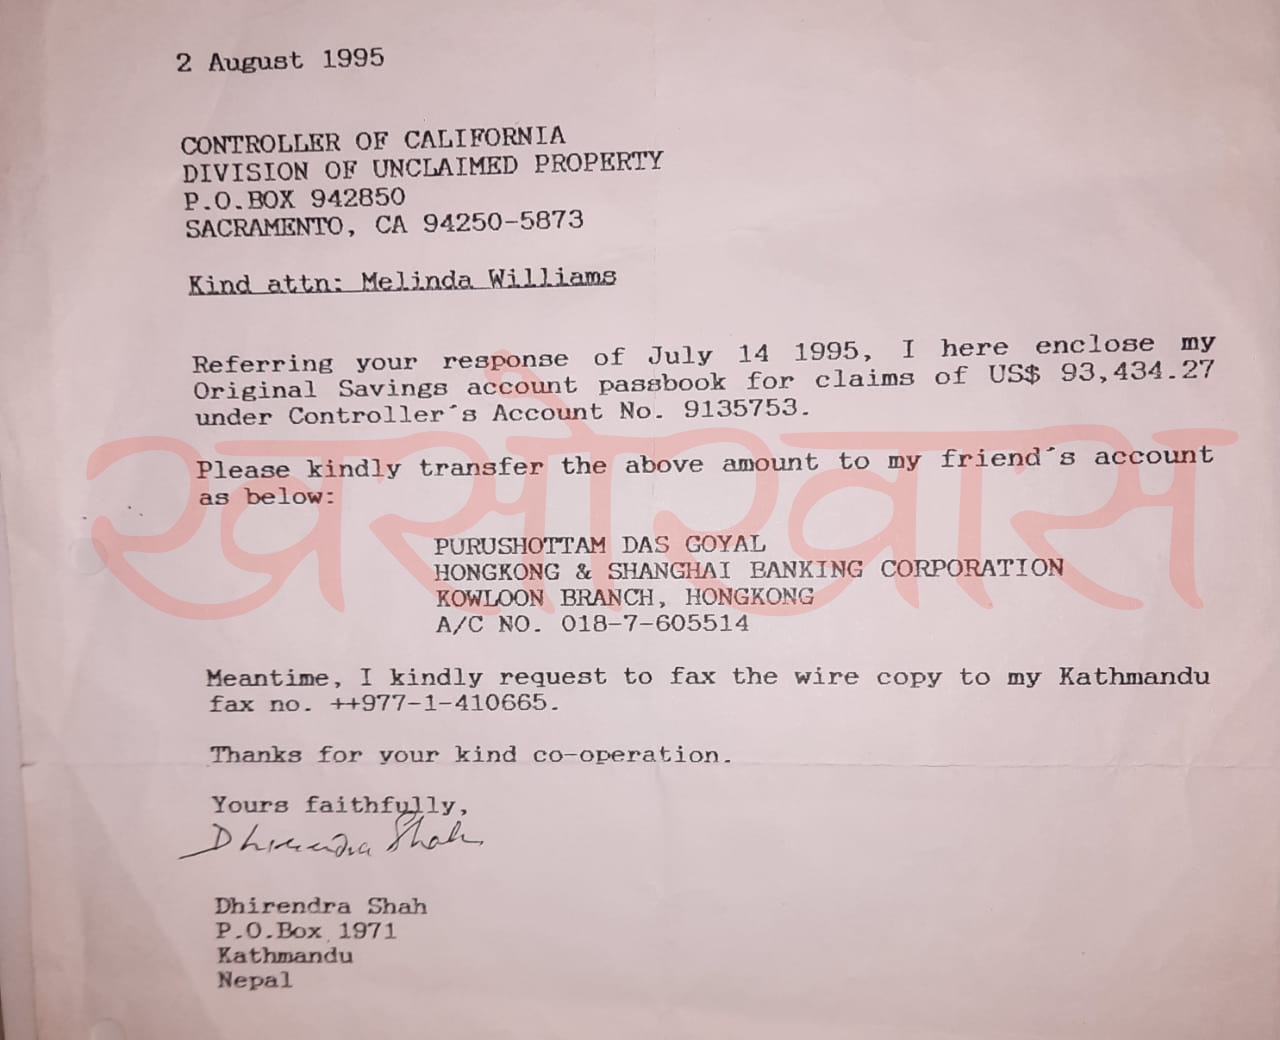 2 August 1995
CONTROLLER OF CALIFORNIA
DIVISION OF UNCLAIMED PROPERTY
P.O.BOX 942850
SACRAMENTO, CA 94250-5873
Kind attn: Melinda Williams
Referring your response of July 14 1995, I here enclose my
Original Savings account passbook for claims of US$ 93,434.27
under Controller´s Account No. 9135753.
Please kindly transfer the above amount to my friend´s account
as below:
खसोखास
PURUSHOTTAM DAS GOYAL
HONGKONG & SHANGHAI BANKING CORPORATION
KOWLOON BRANCH, HONGKONG
A/C NO. 018-7-605514
Meantime, I kindly request to fax the wire copy to my Kathmandu
fax no. ++977-1-410665.
Thanks for your kind co-operation.
Yours faithfully,
Dhirendra Shah
Dhirendra Shah
P.O.Box 1971
Kathmandu
Nepal